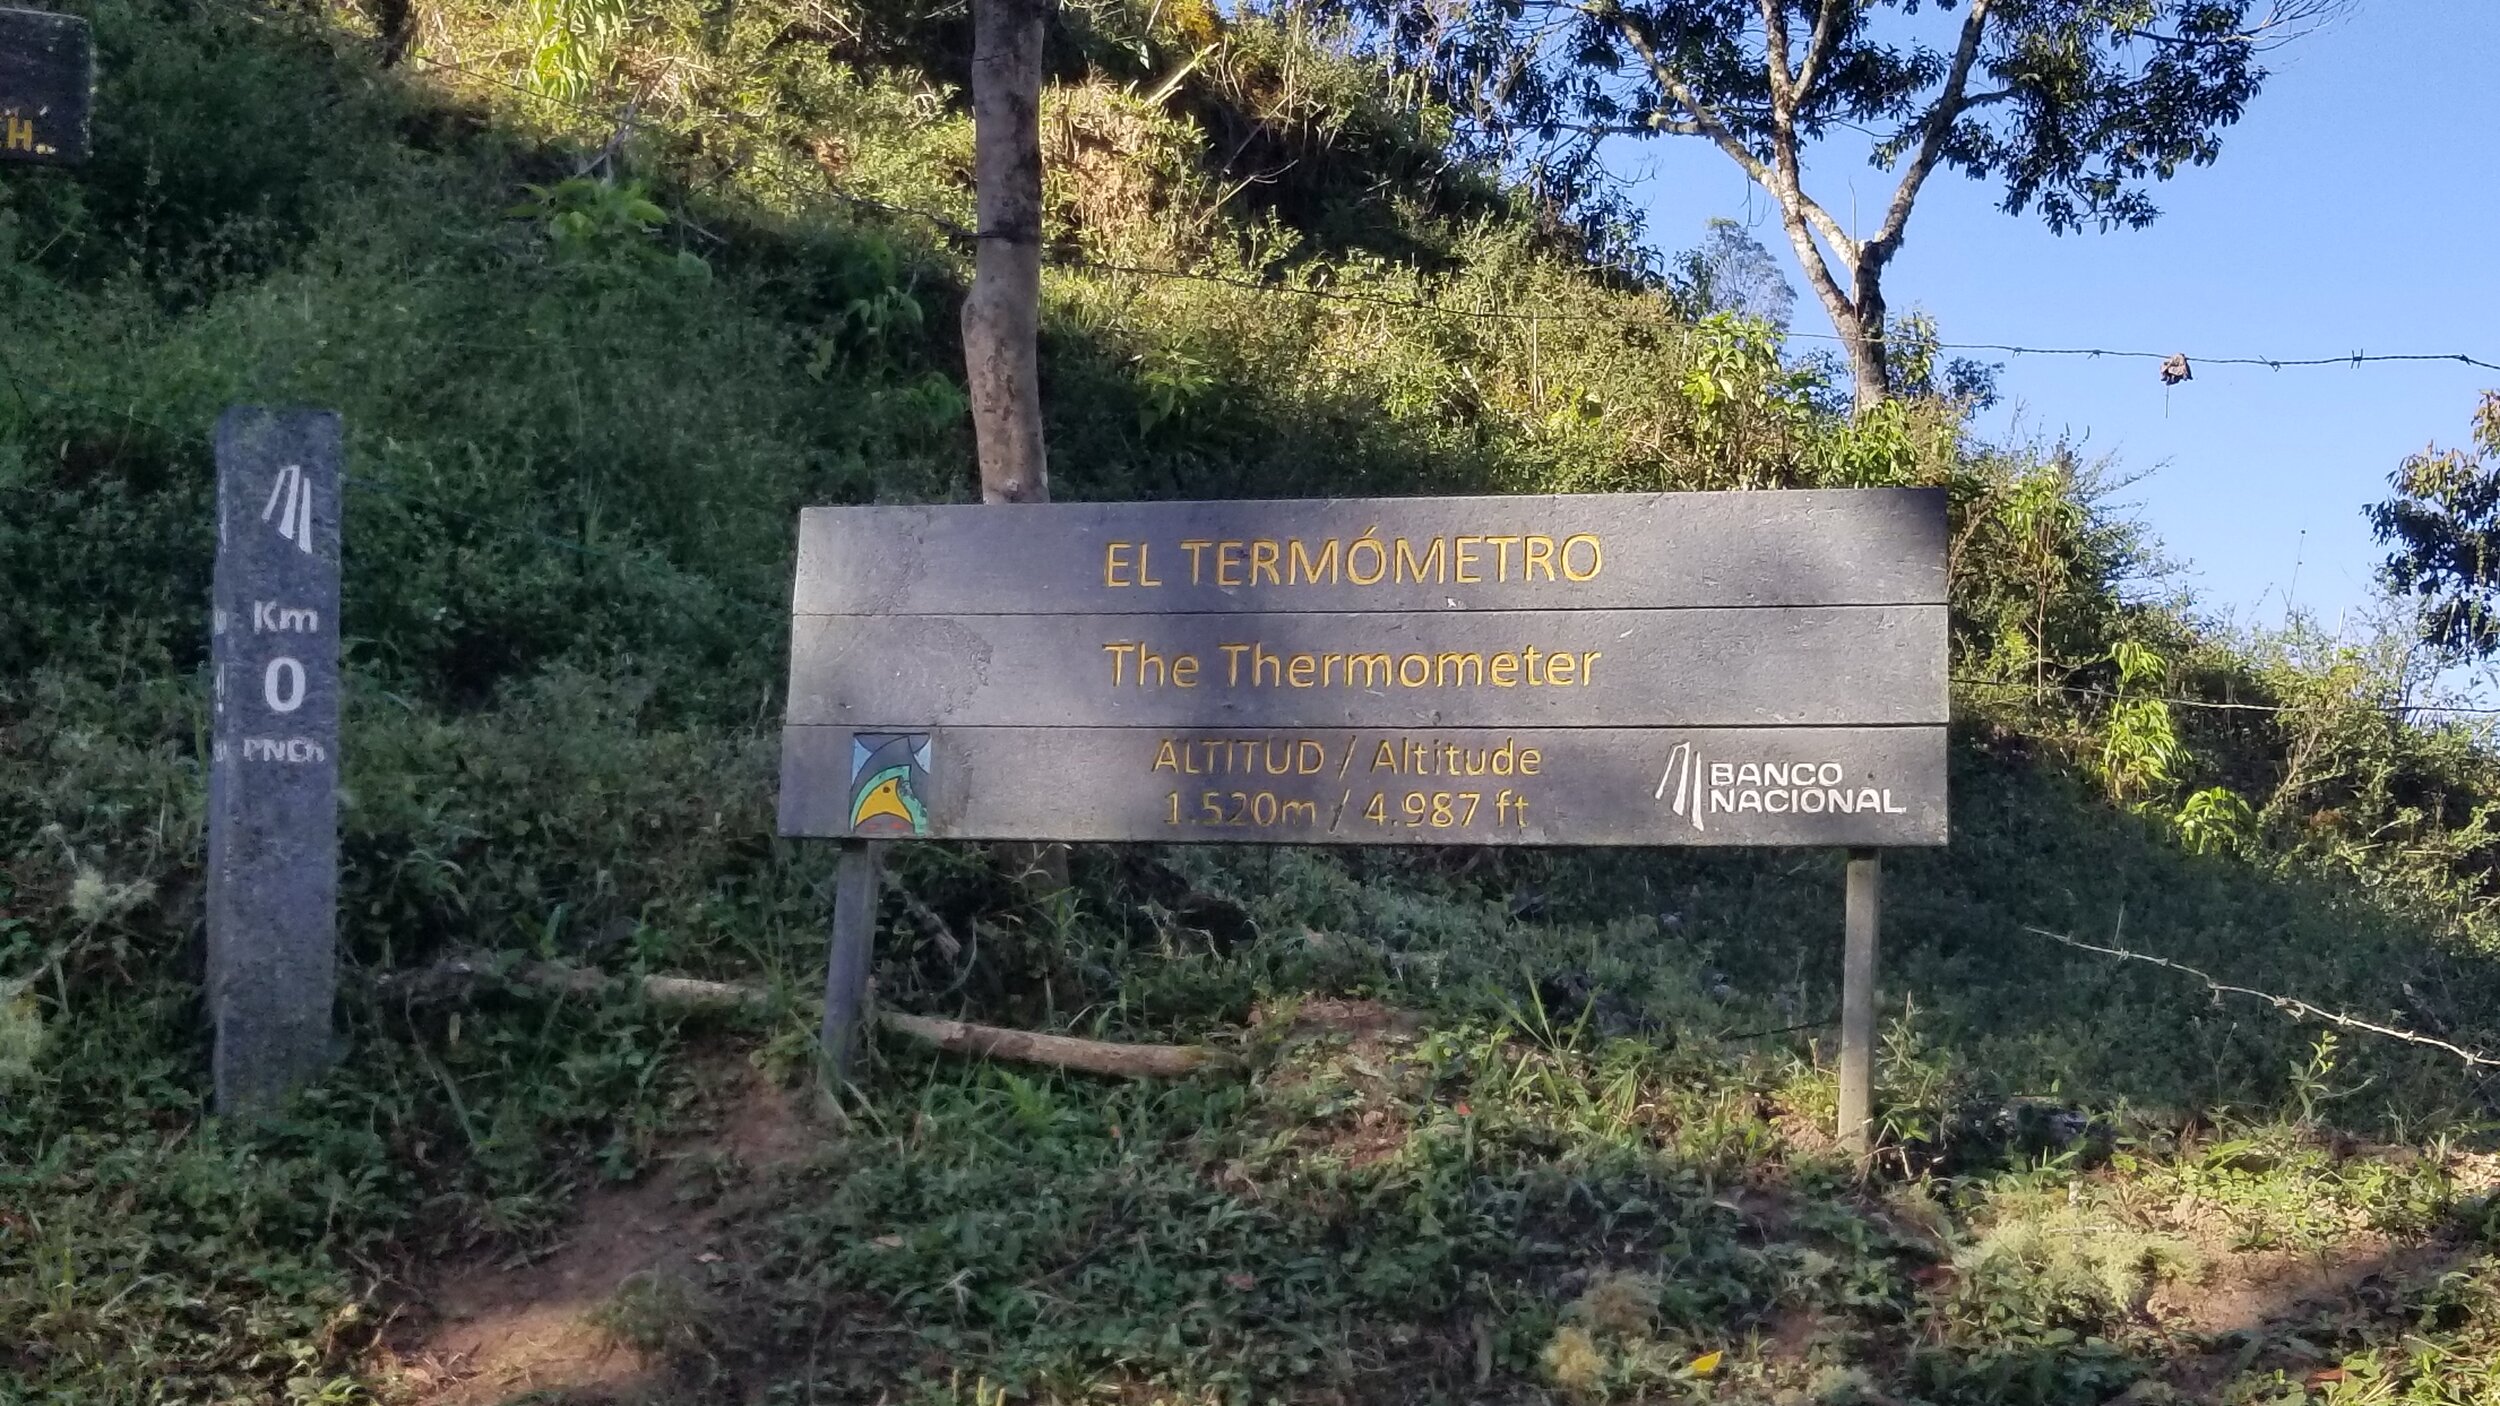 H.
Km
0
PNCh
EL TERMÓMETRO
The Thermometer
ALTITUD / Altitude
1.520m / 4.987 ft
BANCO
NACIONAL